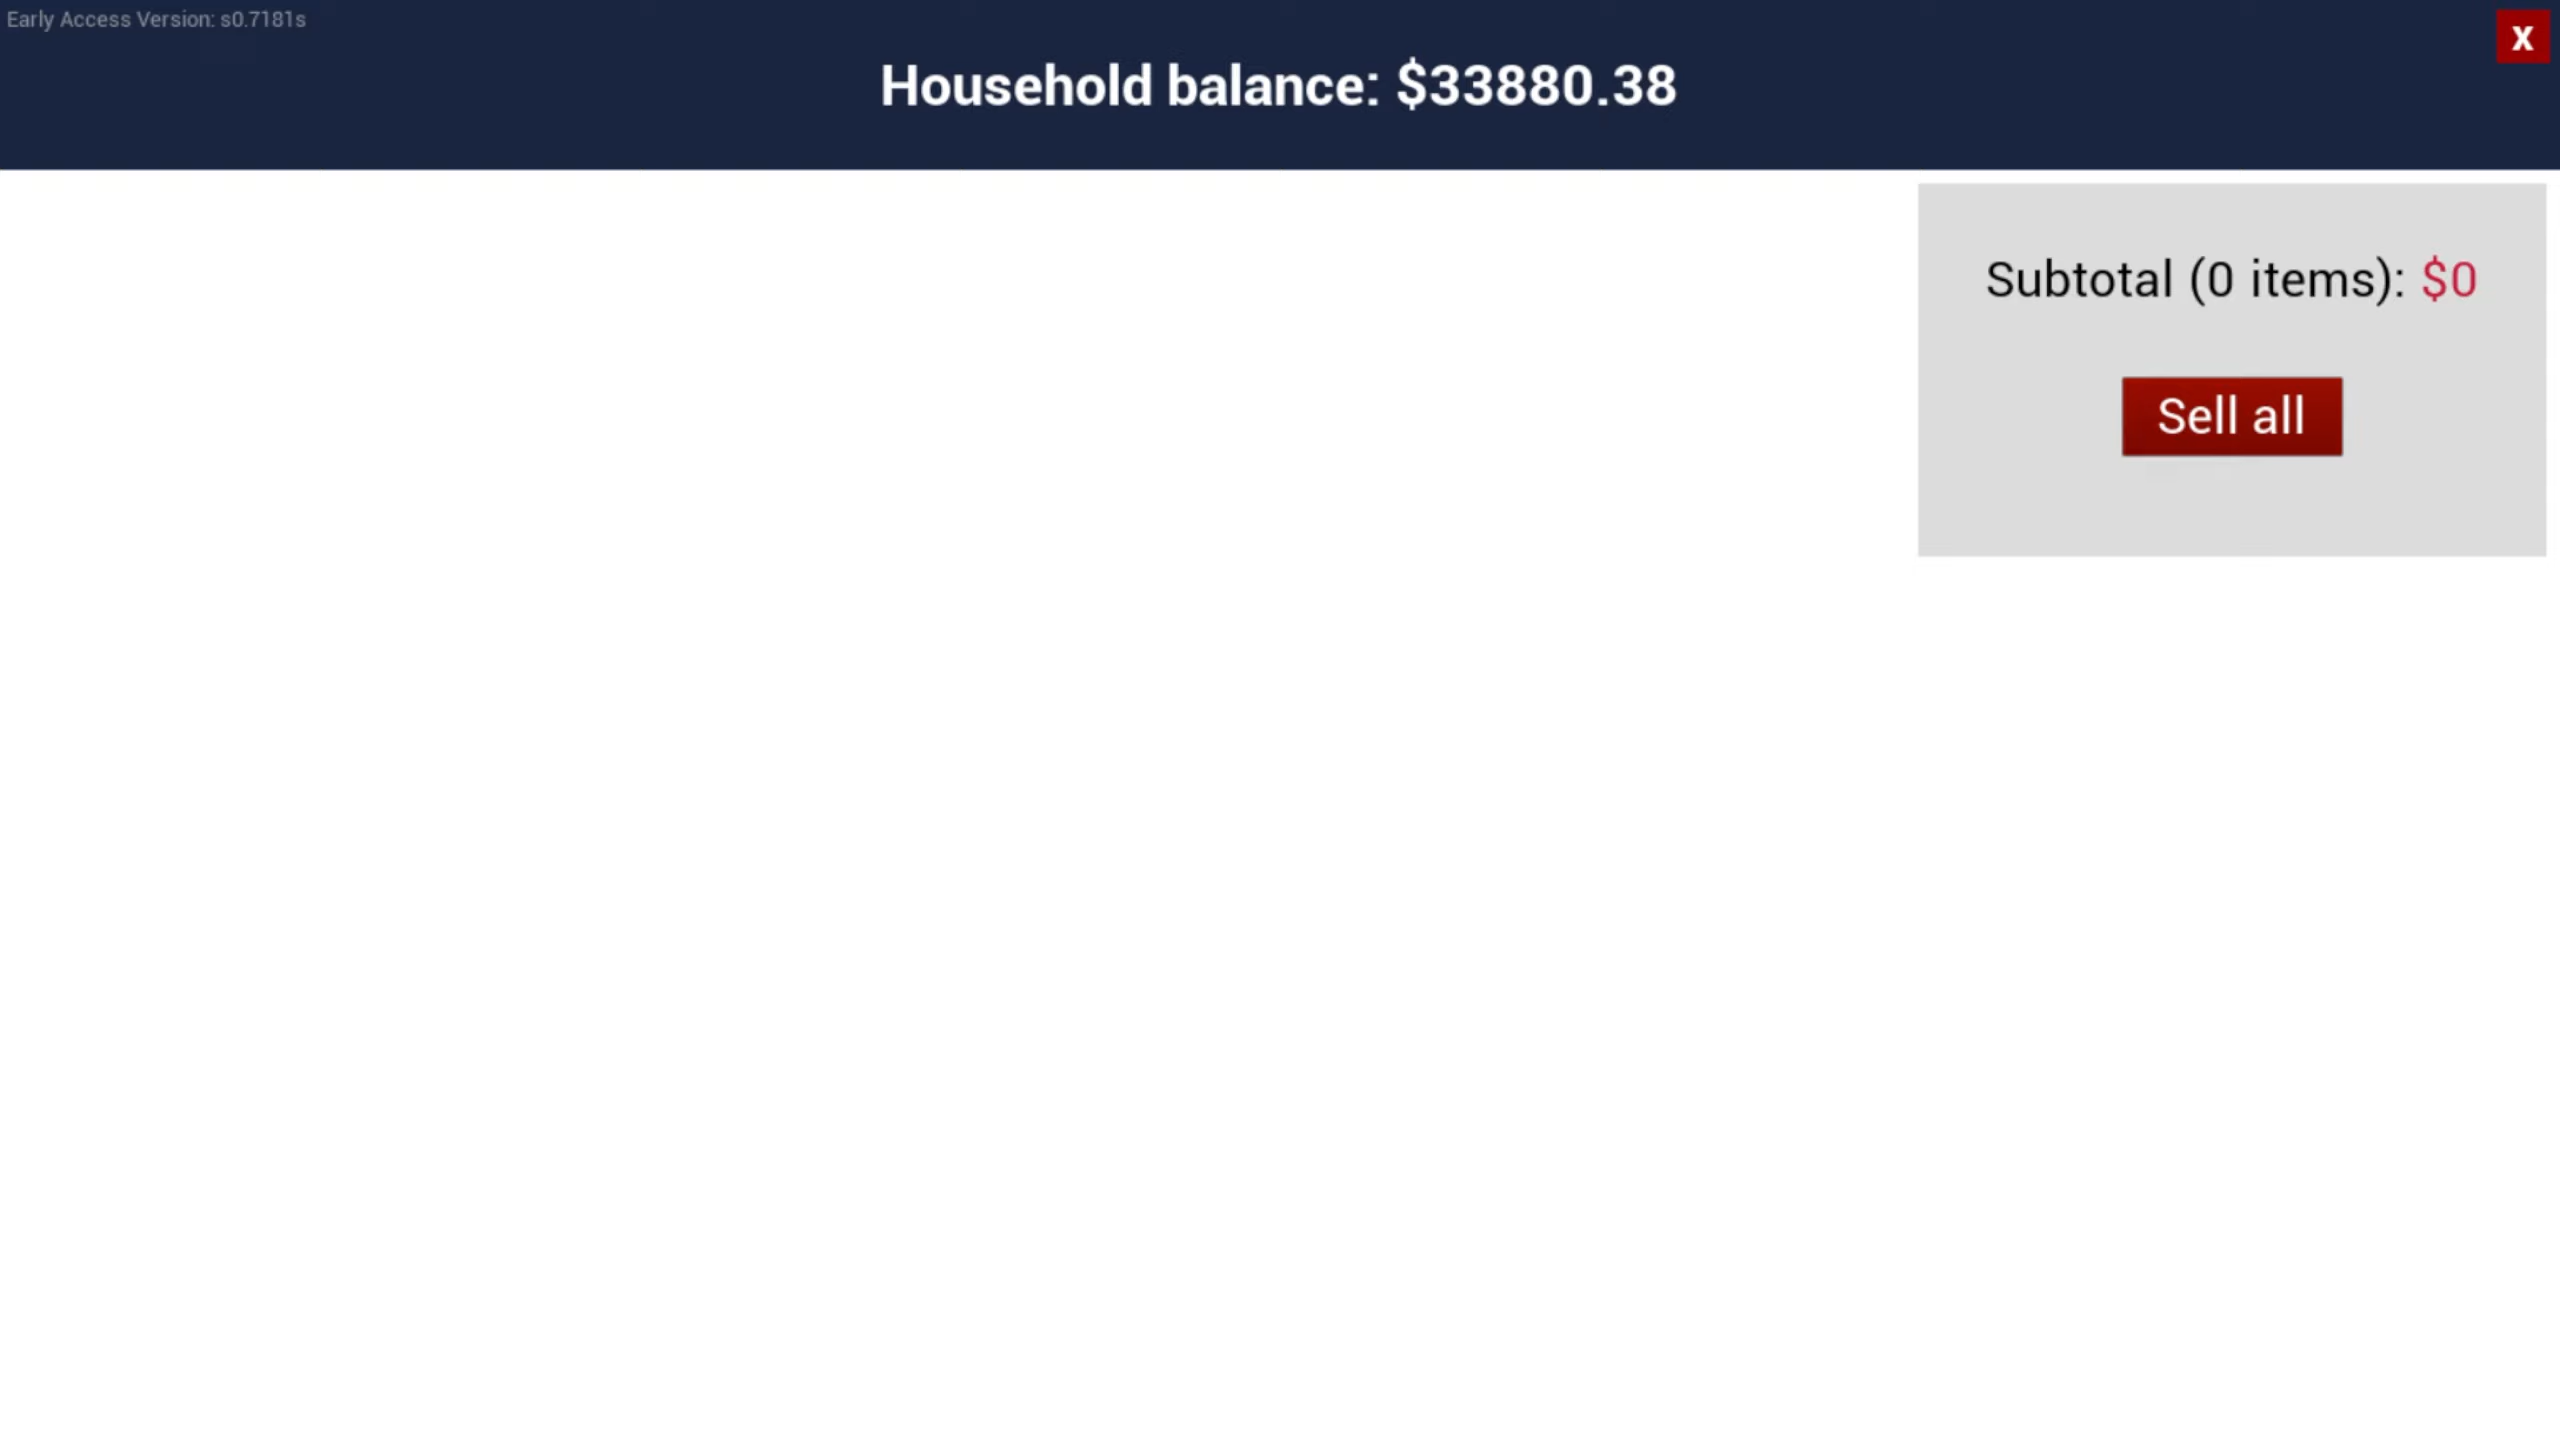 Early Access Version: s0.7181s
X
Household balance: $33880.38
Subtotal (0 items): $0
Sell all